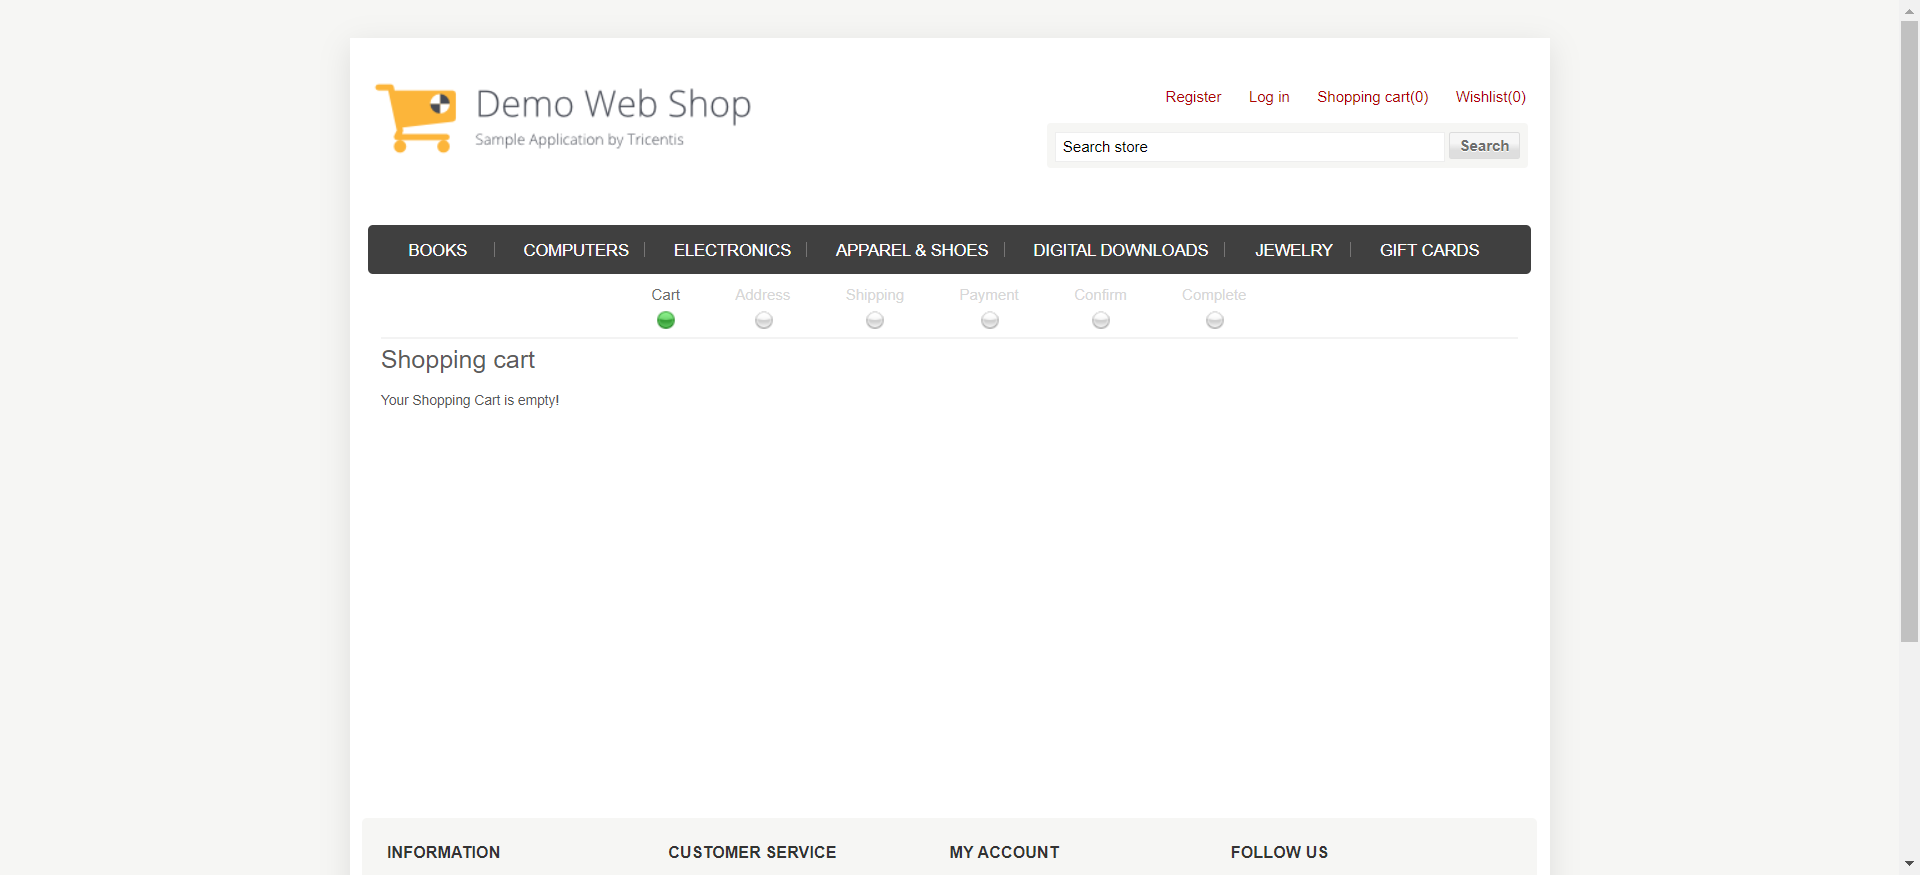 Demo Web Shop
Sample Application by Tricentis
Register Log in Shopping cart(0) Wishlist(0)
Search store Search
BOOKS COMPUTERS ELECTRONICS APPAREL & SHOES DIGITAL DOWNLOADS JEWELRY GIFT CARDS
Cart Address Shipping Payment Confirm Complete
Shopping cart
Your Shopping Cart is empty!
INFORMATION CUSTOMER SERVICE MY ACCOUNT FOLLOW US